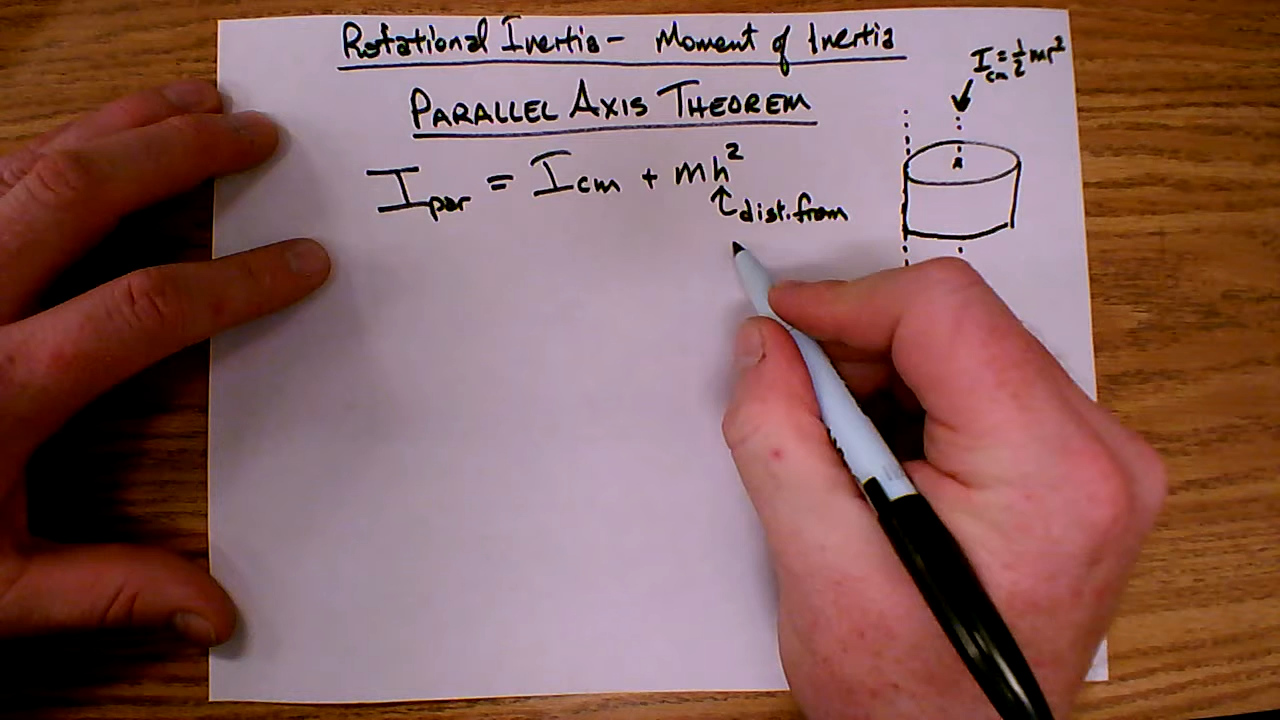 Rotational Inertia - Moment of Inertia
PARALLEL AXIS THEOREM
I_par = I_cm + mh²
↑ dist. from
I_cm = 1/2 mr²